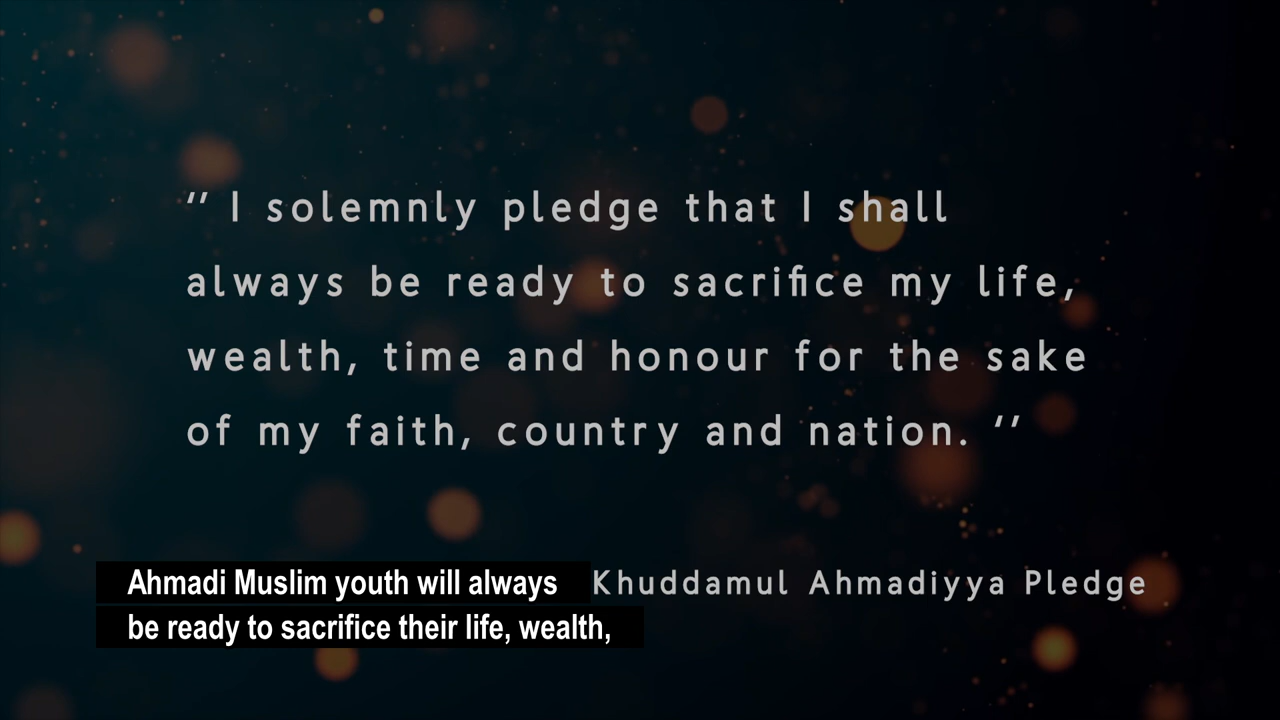 ‘‘ I solemnly pledge that I shall
always be ready to sacrifice my life,
wealth, time and honour for the sake
of my faith, country and nation. ‘‘
Khuddamul Ahmadiyya Pledge
Ahmadi Muslim youth will always
be ready to sacrifice their life, wealth,